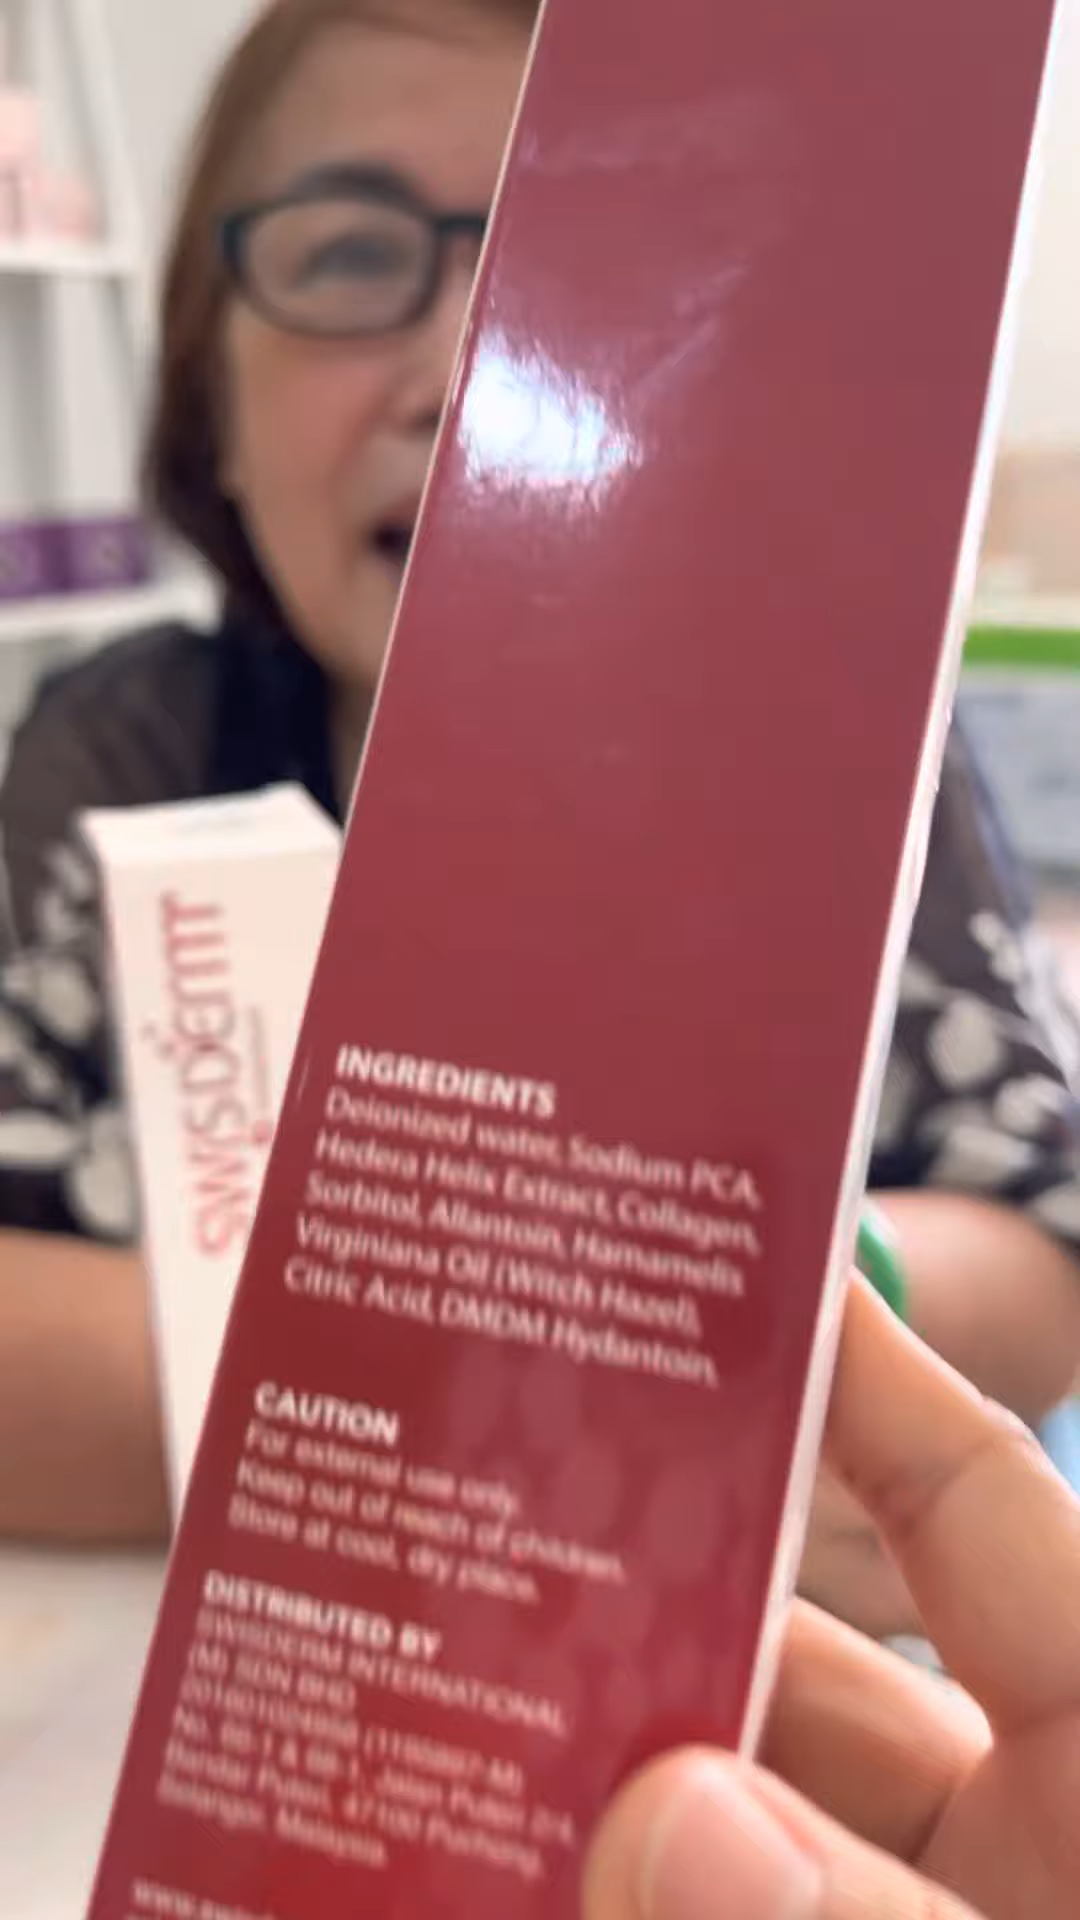 SWISDERM
INGREDIENTS
Deionized water, Sodium PCA,
Hedera Helix Extract, Collagen,
Sorbitol, Allantoin, Hamamelis
Virginiana Oil (Witch Hazel),
Citric Acid, DMDM Hydantoin,
CAUTION
For external use only.
Keep out of reach of children.
Store at cool, dry place.
DISTRIBUTED BY
SWISDERM INTERNATIONAL
(M) SDN BHD
Bandar Puteri, 47100 Puchong,
Selangor, Malaysia.